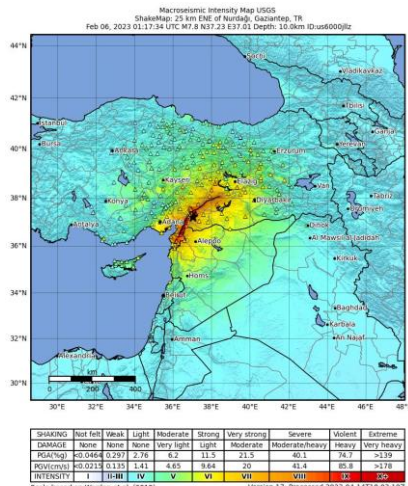 Macroseismic Intensity Map USGS
ShakeMap: 25 km ENE of Nurdağı, Gaziantep, TR
Feb 06, 2023 01:17:34 UTC M7.8 N37.23 E37.01 Depth: 10.0km ID:us6000jllz
44°N
Sochi
Vladikavkaz
42°N
Istanbul
Tbilisi
Ganja
Bursa
Ankara
Erzurum
Yerevan
40°N
Kayseri
Elazig
Van
Tabriz
38°N
Konya
Diyarbakir
Urmiyeh
Antalya
Adana
Dihok
Aleppo
Al Mawsil al Jadidah
36°N
Kirkuk
Homs
34°N
Beirut
Baghdad
Karbala
32°N
Amman
An Najaf
Alexandria
km
30°N
0 200 400
30°E 32°E 34°E 36°E 38°E 40°E 42°E 44°E 46°E 48°E
SHAKING Not felt Weak Light Moderate Strong Very strong Severe Violent Extreme
DAMAGE None None None Very light Light Moderate Moderate/heavy Heavy Very heavy
PGA(%g) <0.0464 0.297 2.76 6.2 11.5 21.5 40.1 74.7 >139
PGV(cm/s) <0.0215 0.135 1.41 4.65 9.64 20 41.4 85.8 >178
INTENSITY I II-III IV V VI VII VIII IX X+